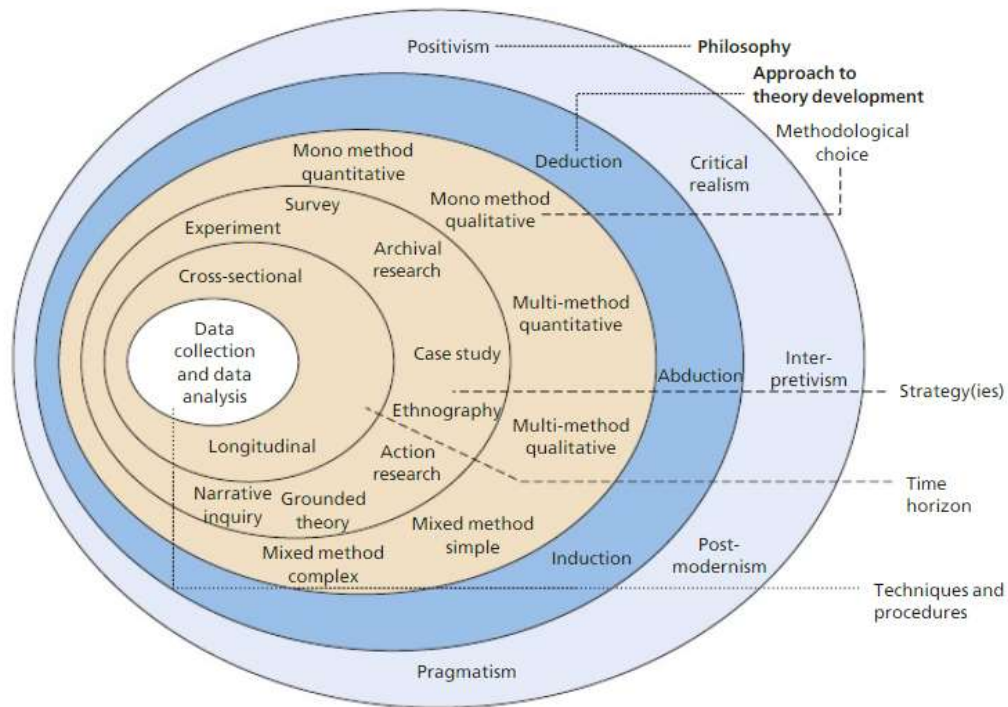 Positivism
Philosophy
Approach to
theory development
Methodological
choice
Mono method
quantitative
Deduction
Critical
realism
Mono method
qualitative
Survey
Experiment
Archival
research
Cross-sectional
Multi-method
quantitative
Data
collection
and data
analysis
Case study
Inter-
pretivism
Abduction
Strategy(ies)
Ethnography
Multi-method
qualitative
Longitudinal
Action
research
Time
horizon
Narrative
inquiry
Grounded
theory
Mixed method
simple
Mixed method
complex
Induction
Post-
modernism
Techniques and
procedures
Pragmatism